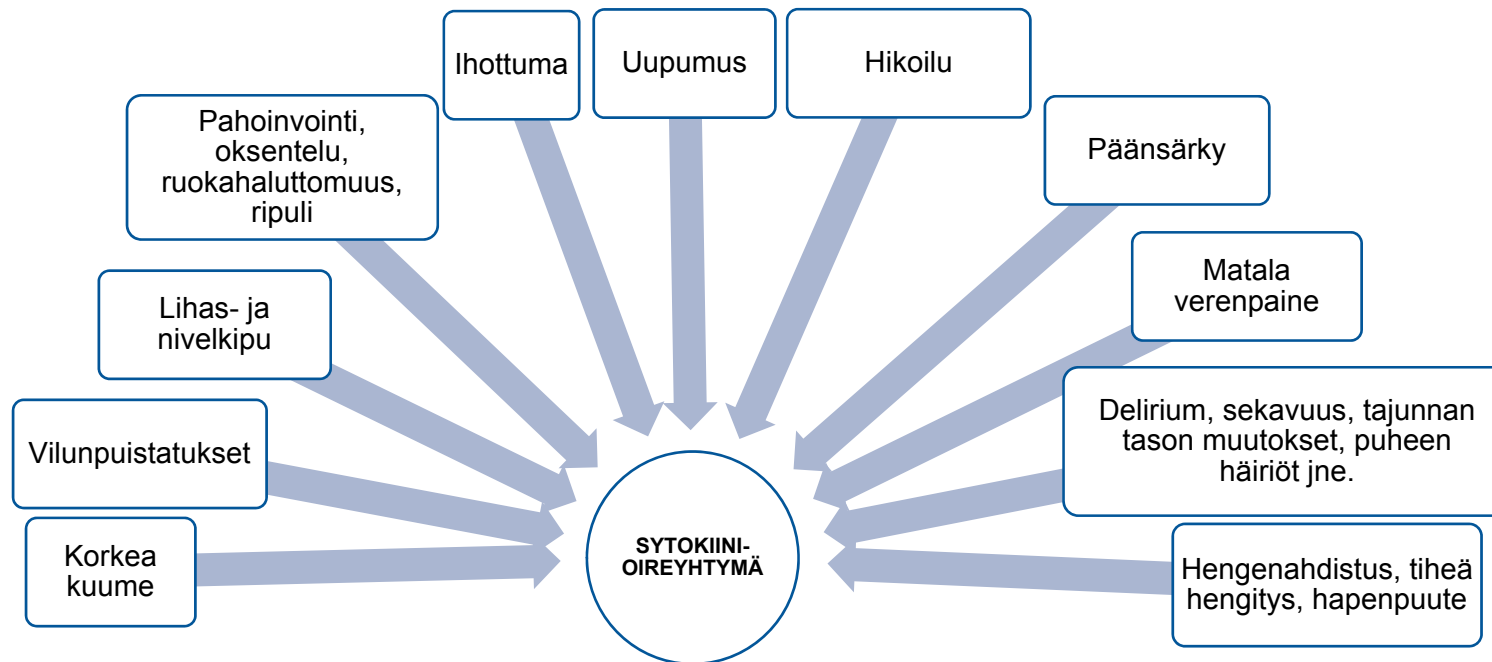 Ihottuma
Uupumus
Hikoilu
Pahoinvointi,
oksentelu,
ruokahaluttomuus,
ripuli
Päänsärky
Lihas- ja
nivelkipu
Matala
verenpaine
Vilunpuistatukset
Delirium, sekavuus, tajunnan
tason muutokset, puheen
häiriöt jne.
Korkea
kuume
SYTOKIINI-
OIREYHTYMÄ
Hengenahdistus, tiheä
hengitys, hapenpuute